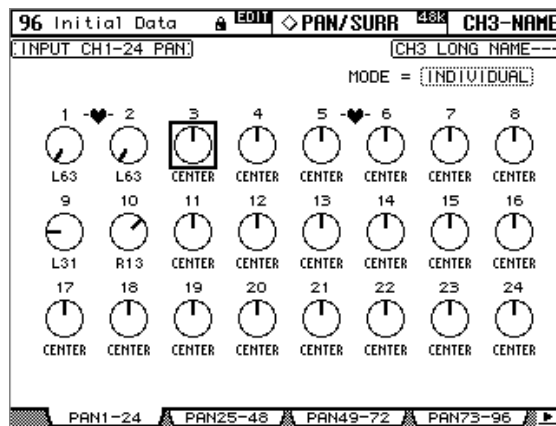 96 Initial Data EDIT PAN/SURR 48k CH3-NAME
INPUT CH1-24 PAN CH3 LONG NAME---
MODE = INDIVIDUAL
1 2 3 4 5 6 7 8
L63 L63 CENTER CENTER CENTER CENTER CENTER CENTER
9 10 11 12 13 14 15 16
L31 R13 CENTER CENTER CENTER CENTER CENTER CENTER
17 18 19 20 21 22 23 24
CENTER CENTER CENTER CENTER CENTER CENTER CENTER CENTER
PAN1-24 PAN25-48 PAN49-72 PAN73-96